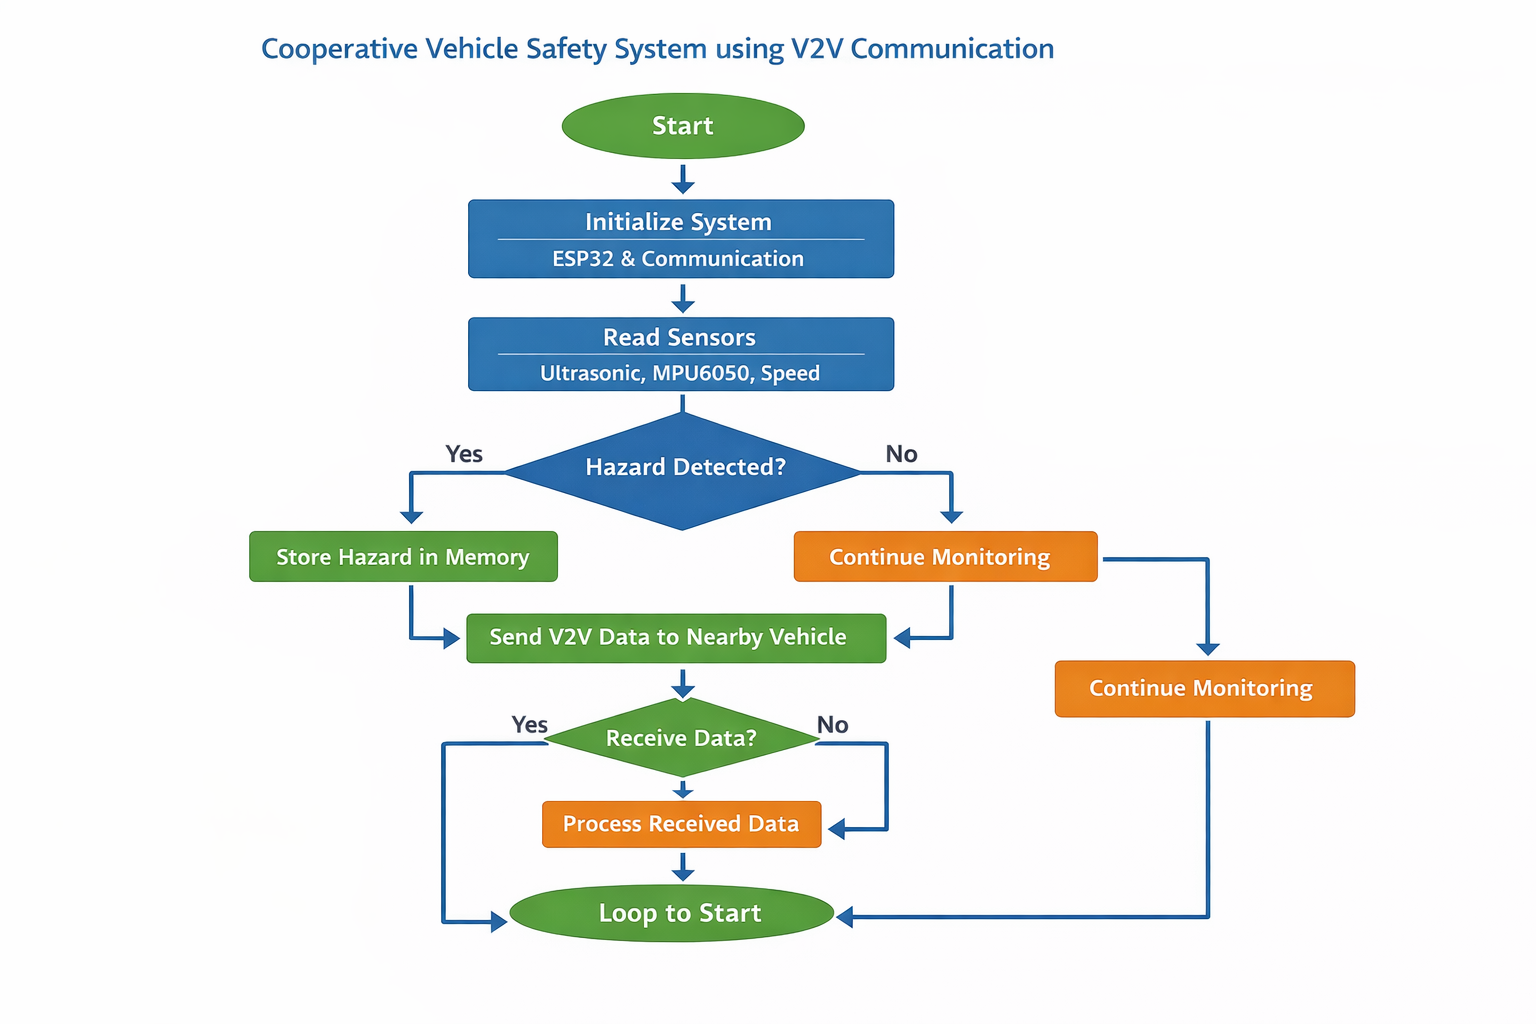 Cooperative Vehicle Safety System using V2V Communication
Start
Initialize System
ESP32 & Communication
Read Sensors
Ultrasonic, MPU6050, Speed
Hazard Detected?
Yes
No
Store Hazard in Memory
Continue Monitoring
Send V2V Data to Nearby Vehicle
Continue Monitoring
Receive Data?
Yes
No
Process Received Data
Loop to Start